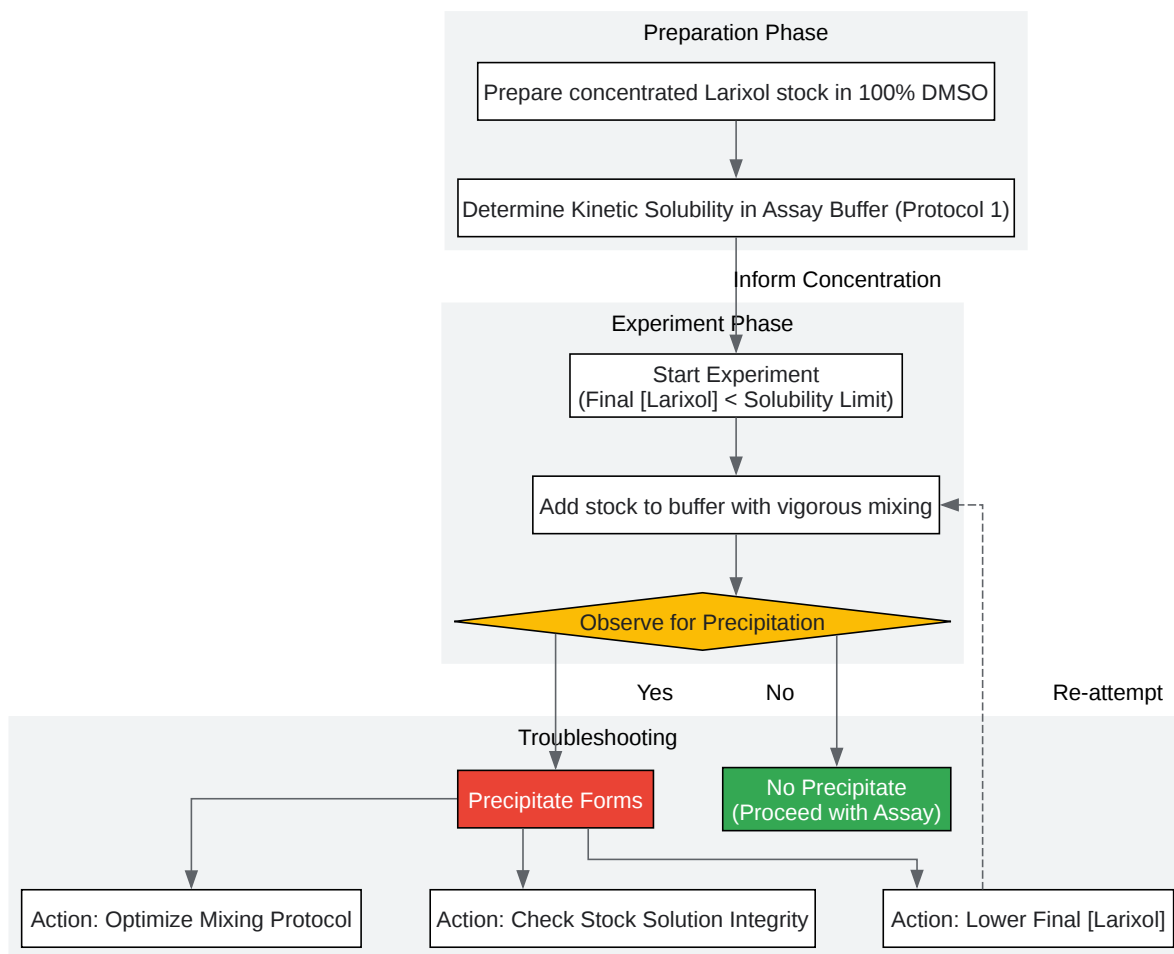 Preparation Phase
Prepare concentrated Larixol stock in 100% DMSO
Determine Kinetic Solubility in Assay Buffer (Protocol 1)
Inform Concentration
Experiment Phase
Start Experiment
(Final [Larixol] < Solubility Limit)
Add stock to buffer with vigorous mixing
Observe for Precipitation
Yes
No
Re-attempt
Troubleshooting
Precipitate Forms
No Precipitate
(Proceed with Assay)
Action: Optimize Mixing Protocol
Action: Check Stock Solution Integrity
Action: Lower Final [Larixol]